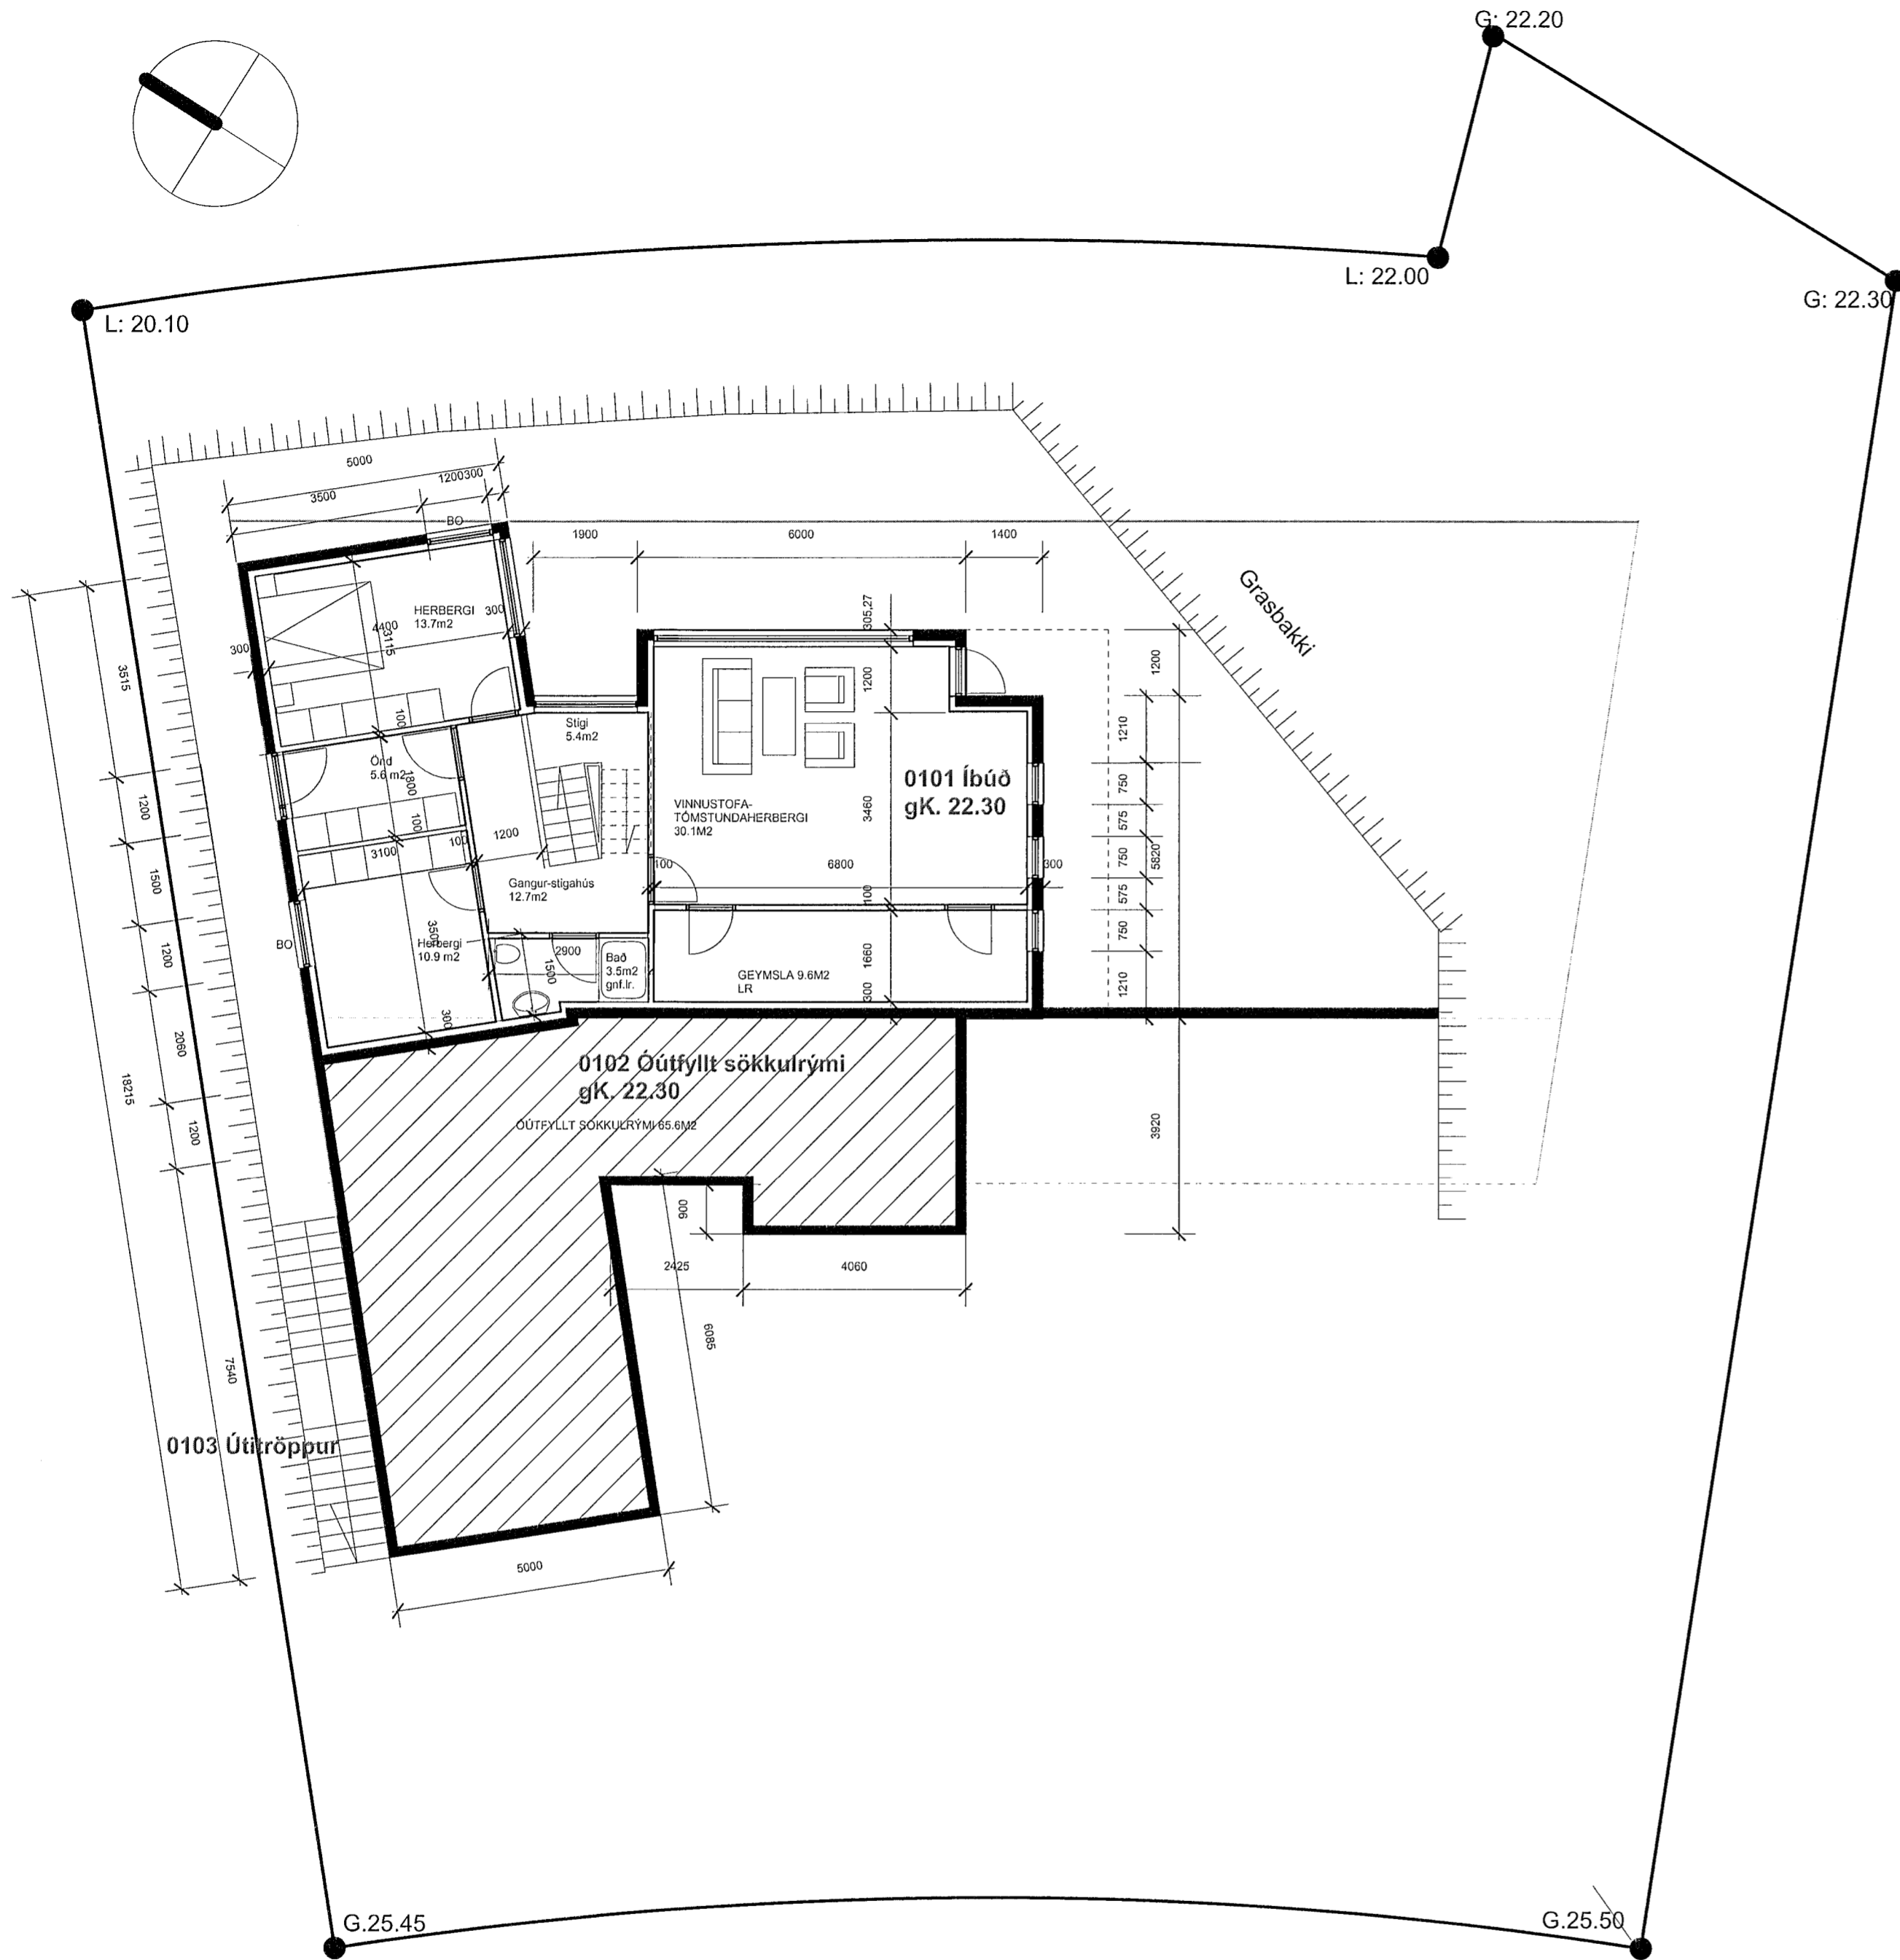 G: 22.20
L: 22.00
G: 22.30
L: 20.10
5000
1200300
3500
BO
1900
6000
1400
Grasbakki
HERBERGI
13.7m2
300
4400
3115
300
305,27
1200
1200
3515
100
Stigi
5.4m2
1210
Önd
5.6 m2
1800
0101 Íbúð
gK. 22.30
750
VINNUSTOFA-
TÓMSTUNDAHERBERGI
30.1M2
3460
1200
100
1200
575
3100
100
100
6800
300
750
5820
1500
Gangur-stigahús
12.7m2
100
575
BO
3500
Herbergi
10.9 m2
2900
1500
Bað
3.5m2
gnf.lr.
1660
750
1200
GEYMSLA 9.6M2
LR
300
1210
300
2060
0102 Óútfyllt sökkulrými
gK. 22.30
ÓÚTFYLLT SÖKKULRÝMI 65.6M2
18215
1200
3920
900
2425
4060
6085
7540
0103 Útitröppur
5000
G.25.45
G.25.50